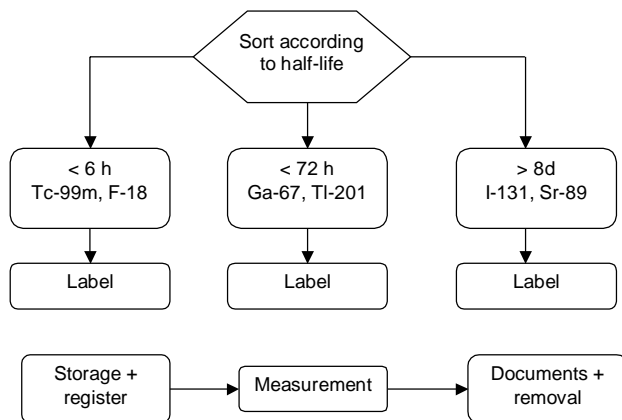 Sort according
to half-life
< 6 h
Tc-99m, F-18
< 72 h
Ga-67, Tl-201
> 8d
I-131, Sr-89
Label
Label
Label
Storage +
register
Measurement
Documents +
removal